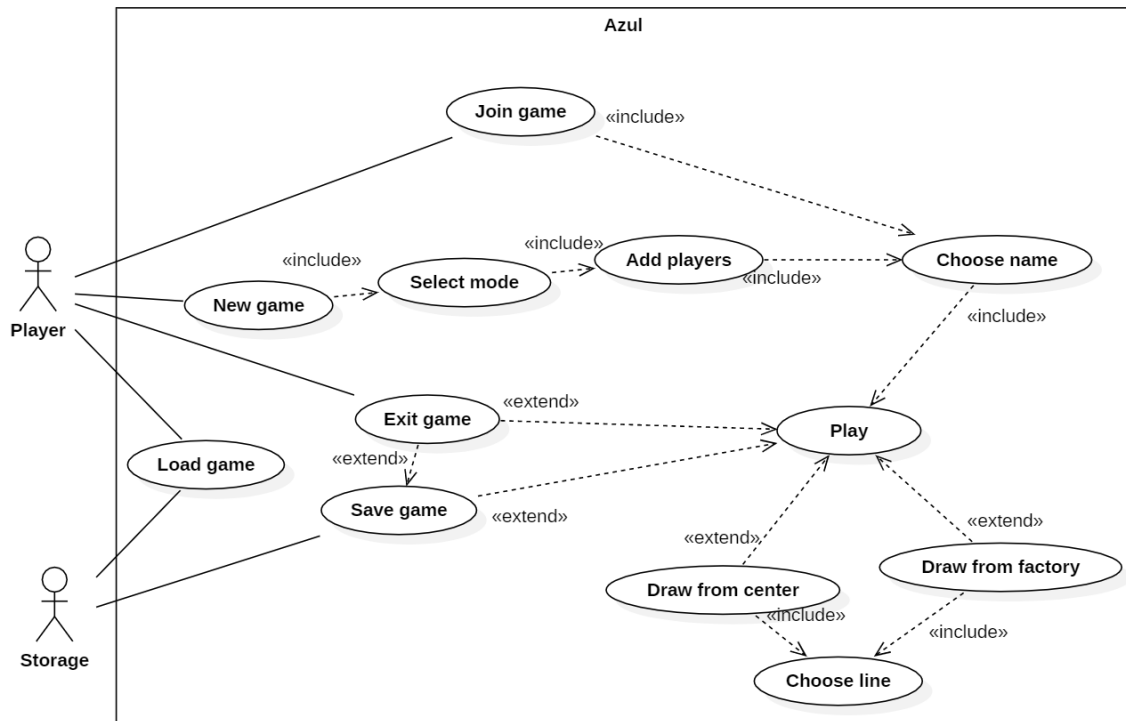 Azul
Join game
«include»
«include»
Add players
Choose name
«include»
Select mode
«include»
New game
«include»
Player
Exit game
«extend»
Play
«extend»
Load game
Save game
«extend»
«extend»
«extend»
Draw from factory
Draw from center
«include»
«include»
Storage
Choose line